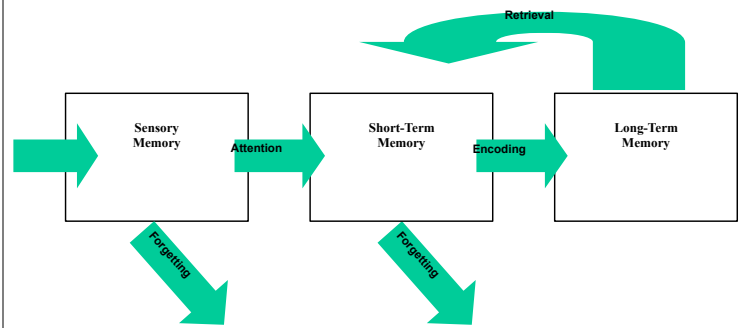 Retrieval
Sensory
Memory
Attention
Short-Term
Memory
Encoding
Long-Term
Memory
Forgetting
Forgetting